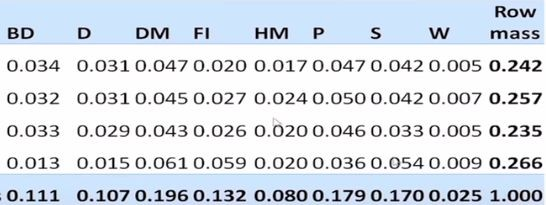 Row
BD D DM FI HM P S W mass
0.034 0.031 0.047 0.020 0.017 0.047 0.042 0.005 0.242
0.032 0.031 0.045 0.027 0.024 0.050 0.042 0.007 0.257
0.033 0.029 0.043 0.026 0.020 0.046 0.033 0.005 0.235
0.013 0.015 0.061 0.059 0.020 0.036 0.054 0.009 0.266
s 0.111 0.107 0.196 0.132 0.080 0.179 0.170 0.025 1.000